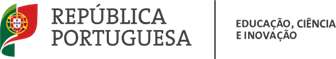 REPÚBLICA
PORTUGUESA
EDUCAÇÃO, CIÊNCIA
E INOVAÇÃO